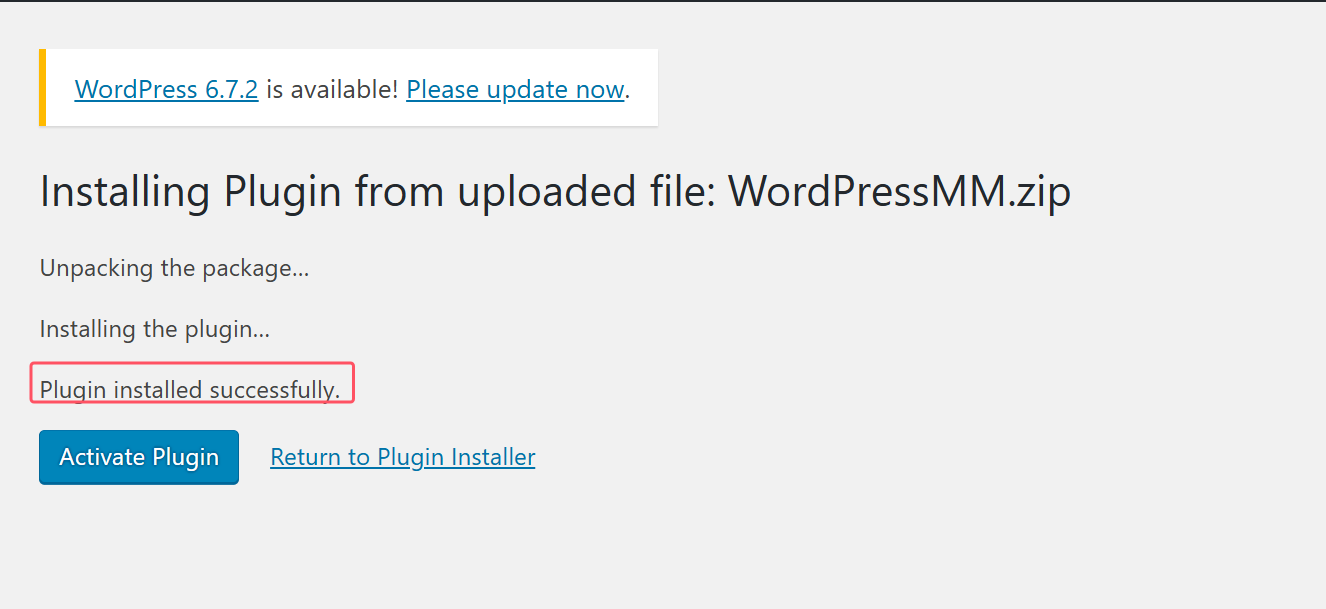 WordPress 6.7.2 is available! Please update now.
Installing Plugin from uploaded file: WordPressMM.zip
Unpacking the package…
Installing the plugin…
Plugin installed successfully.
Activate Plugin Return to Plugin Installer